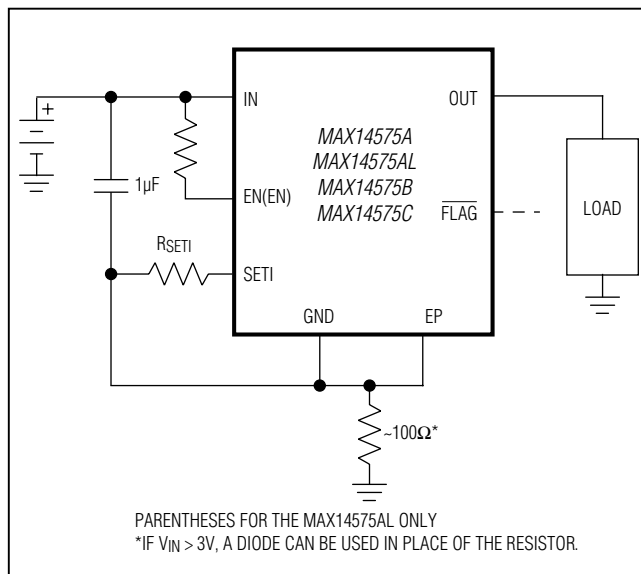 +
IN
OUT
MAX14575A
MAX14575AL
MAX14575B
MAX14575C
1µF
EN(EN)
FLAG
LOAD
RSETI
SETI
GND
EP
~100Ω*
PARENTHESES FOR THE MAX14575AL ONLY
*IF VIN > 3V, A DIODE CAN BE USED IN PLACE OF THE RESISTOR.